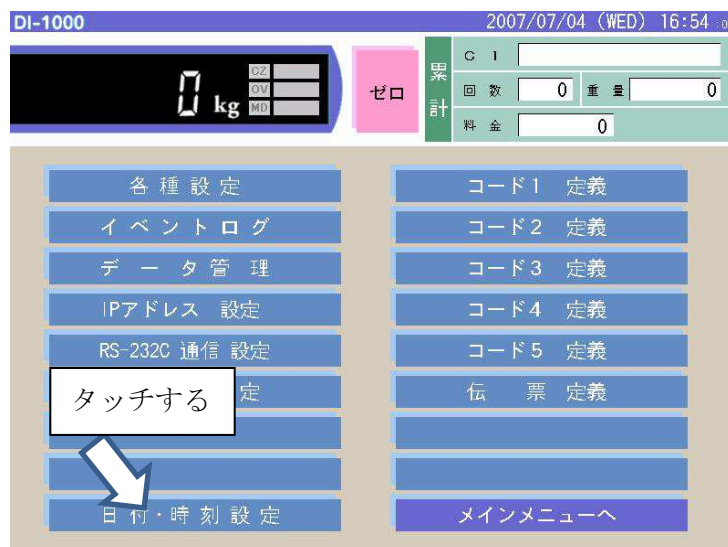 DI-1000 2007/07/04 (WED) 16:54
0 kg
CZ
OV
MD
ゼロ
累計
C 1
回 数 0 重 量 0
料 金 0
各 種 設 定
イ ベ ン ト ロ グ
デ ー タ 管 理
IPアドレス 設定
RS-232C 通信 設定
定
タッチする
日 付・時 刻 設 定
コード1 定義
コード2 定義
コード3 定義
コード4 定義
コード5 定義
伝 票 定義
メインメニューへ